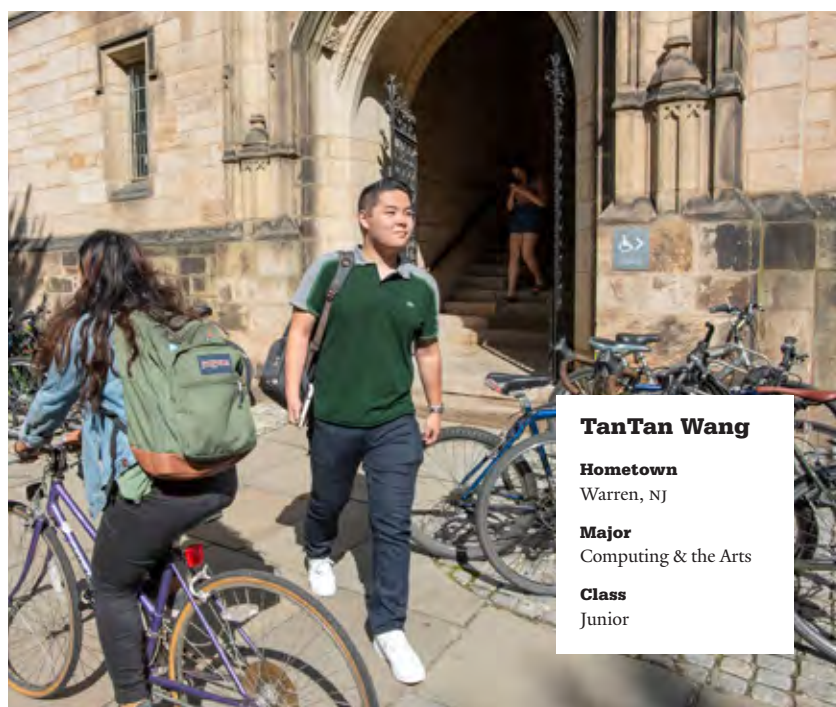 JANSPORT
TanTan Wang
Hometown
Warren, NJ
Major
Computing & the Arts
Class
Junior